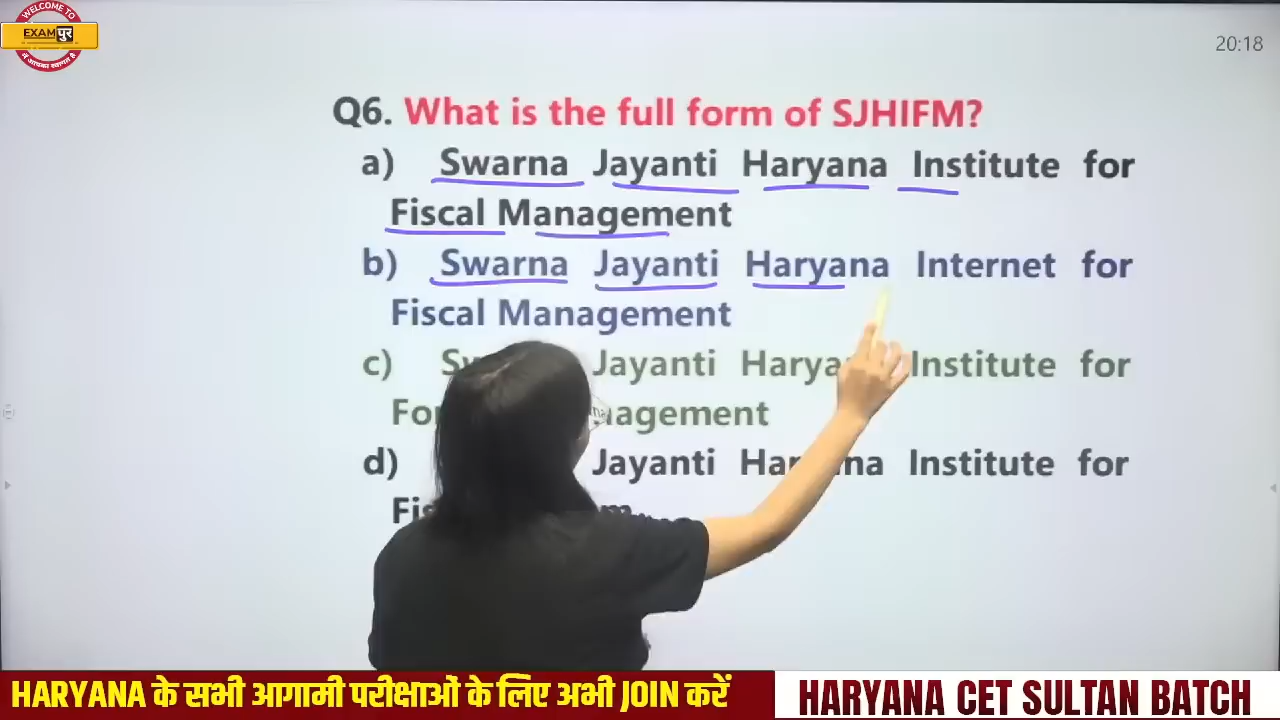 WELCOME TO
EXAMपुर
में आपका स्वागत है
20:18
Q6. What is the full form of SJHIFM?
a) Swarna Jayanti Haryana Institute for
Fiscal Management
b) Swarna Jayanti Haryana Internet for
Fiscal Management
c) Jayanti Institute for
d) Jayanti Institute for
HARYANA के सभी आगामी परीक्षाओं के लिए अभी JOIN करें
HARYANA CET SULTAN BATCH